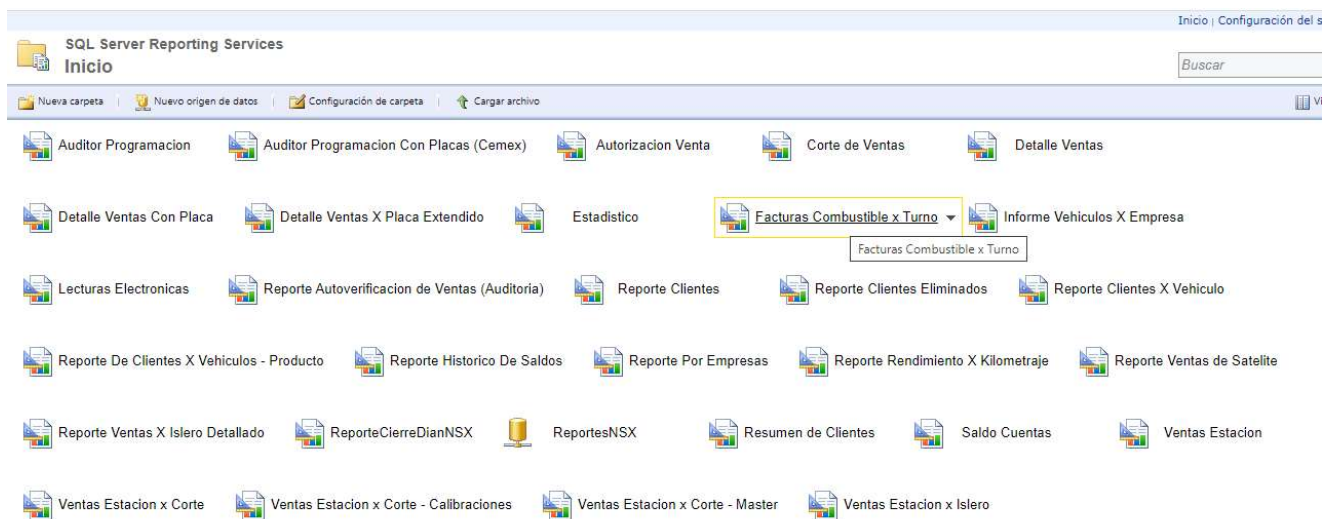 Inicio | Configuración del s
SQL Server Reporting Services
Inicio
Buscar
Nueva carpeta | Nuevo origen de datos | Configuración de carpeta | Cargar archivo Vi
Auditor Programacion Auditor Programacion Con Placas (Cemex) Autorizacion Venta Corte de Ventas Detalle Ventas
Detalle Ventas Con Placa Detalle Ventas X Placa Extendido Estadistico Facturas Combustible x Turno Informe Vehiculos X Empresa
Facturas Combustible x Turno
Lecturas Electronicas Reporte Autoverificacion de Ventas (Auditoria) Reporte Clientes Reporte Clientes Eliminados Reporte Clientes X Vehiculo
Reporte De Clientes X Vehiculos - Producto Reporte Historico De Saldos Reporte Por Empresas Reporte Rendimiento X Kilometraje Reporte Ventas de Satelite
Reporte Ventas X Islero Detallado ReporteCierreDianNSX ReportesNSX Resumen de Clientes Saldo Cuentas Ventas Estacion
Ventas Estacion x Corte Ventas Estacion x Corte - Calibraciones Ventas Estacion x Corte - Master Ventas Estacion x Islero